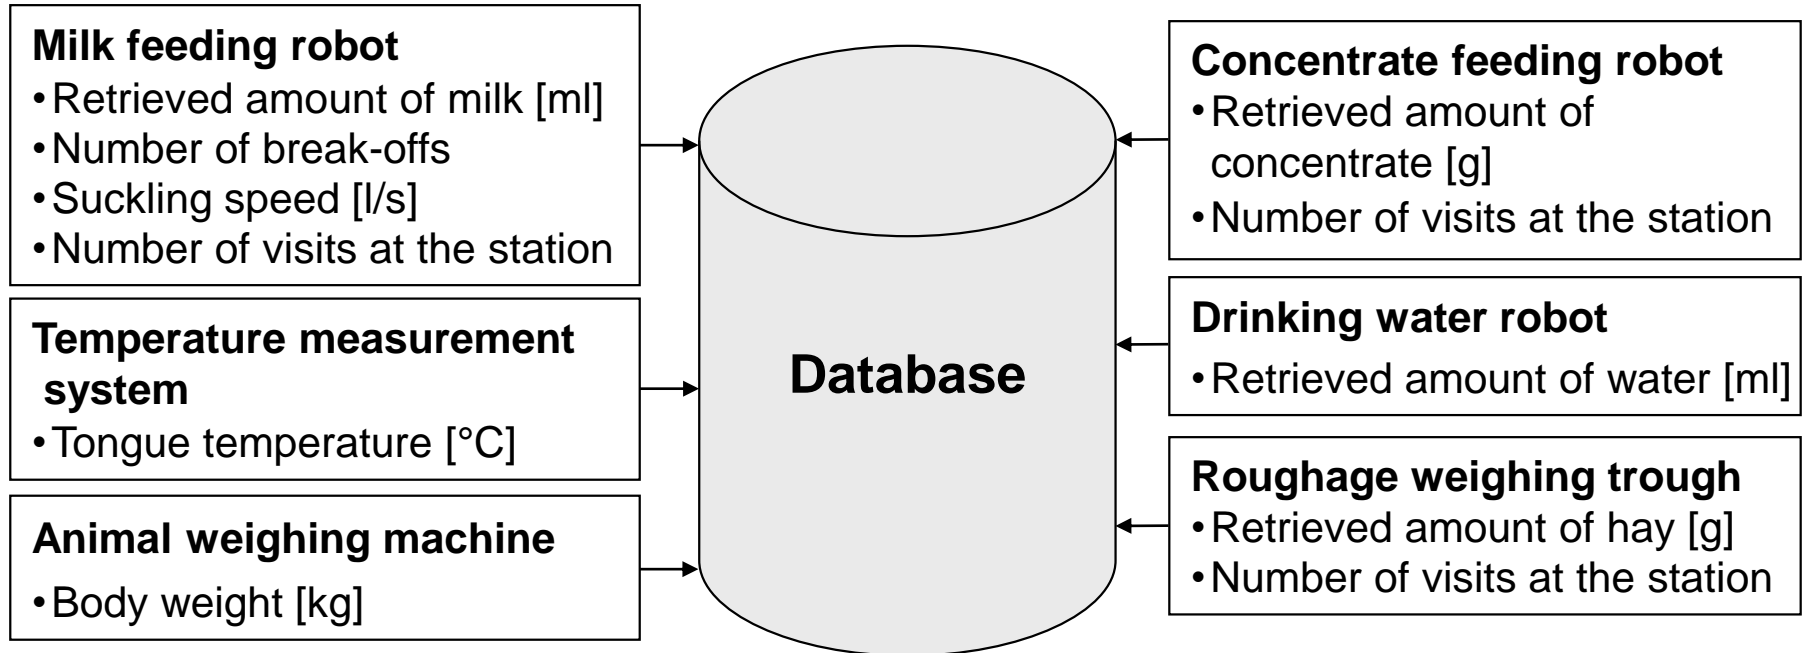 Milk feeding robot
•Retrieved amount of milk [ml]
•Number of break-offs
•Suckling speed [l/s]
•Number of visits at the station
Temperature measurement
system
•Tongue temperature [°C]
Animal weighing machine
•Body weight [kg]
Database
Concentrate feeding robot
•Retrieved amount of
concentrate [g]
•Number of visits at the station
Drinking water robot
•Retrieved amount of water [ml]
Roughage weighing trough
•Retrieved amount of hay [g]
•Number of visits at the station